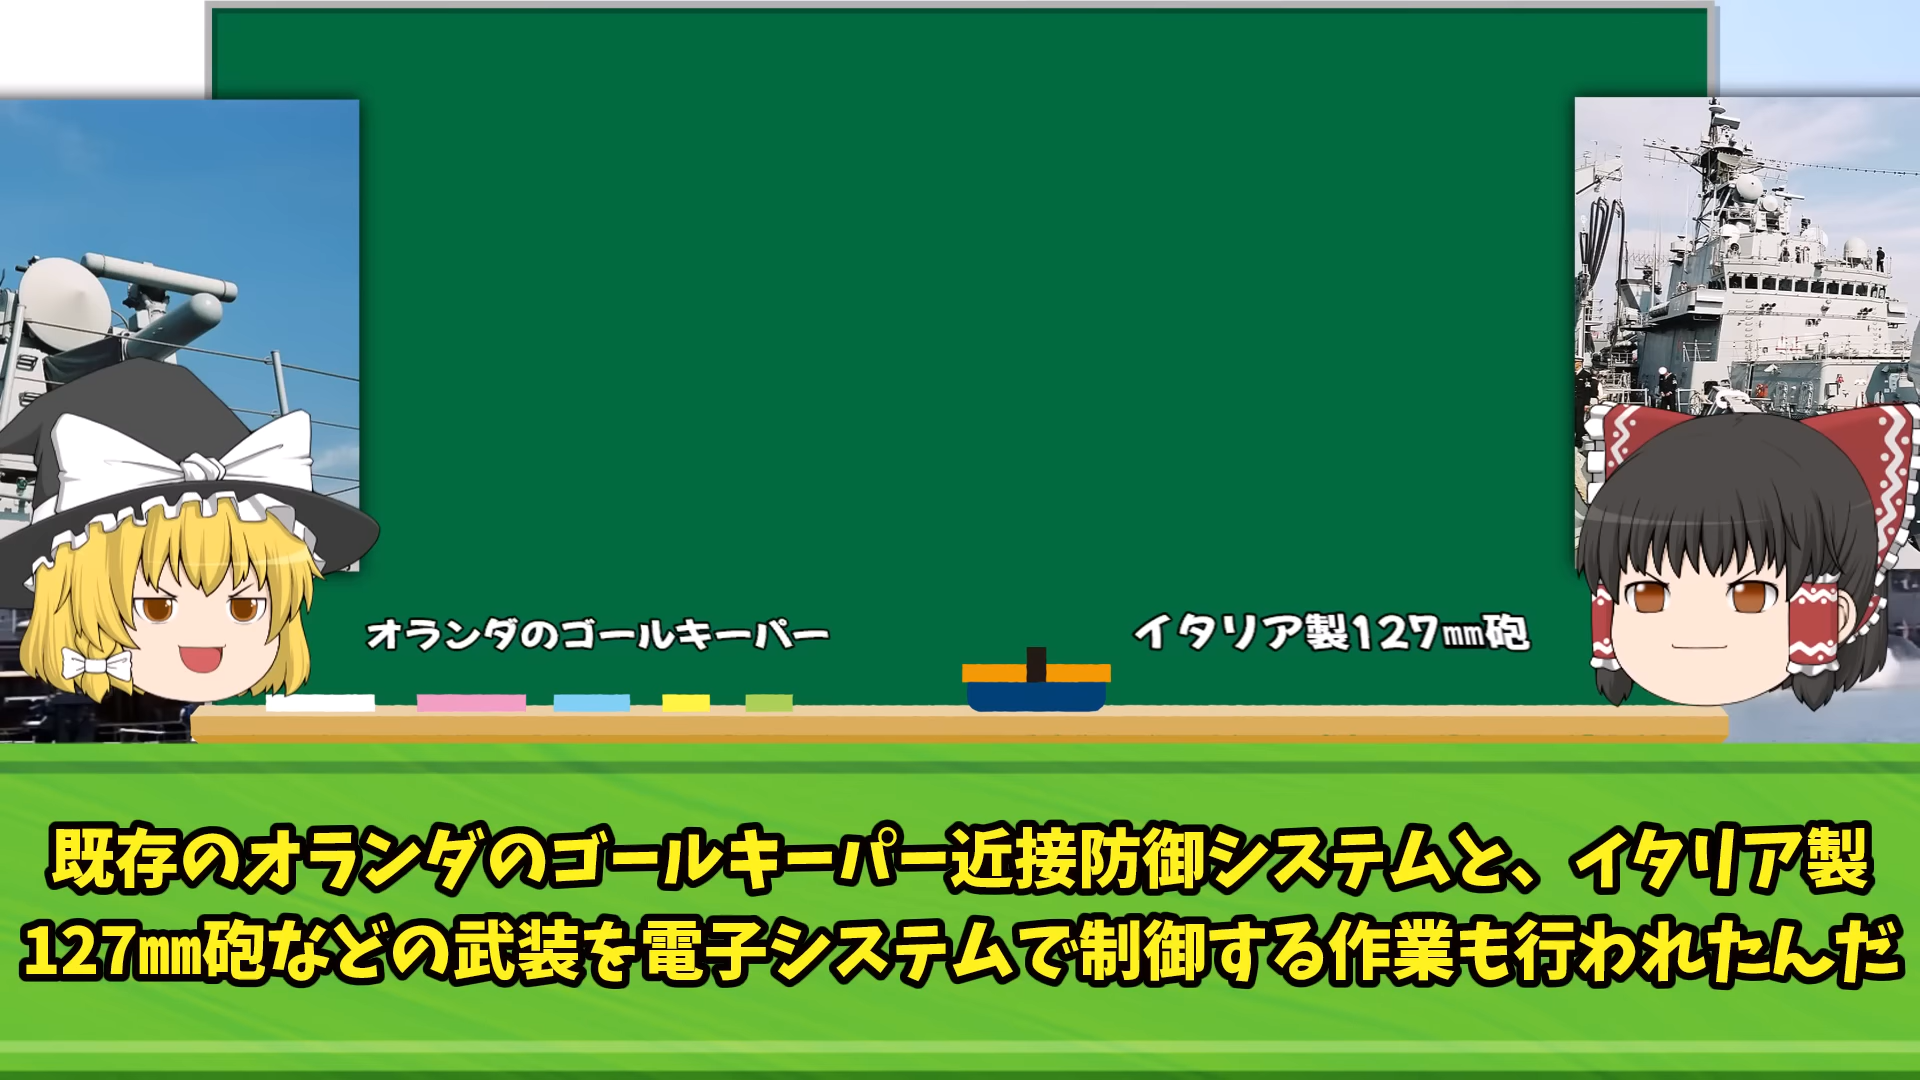 オランダのゴールキーパー
イタリア製127㎜砲
既存のオランダのゴールキーパー近接防御システムと、イタリア製
127㎜砲などの武装を電子システムで制御する作業も行われたんだ